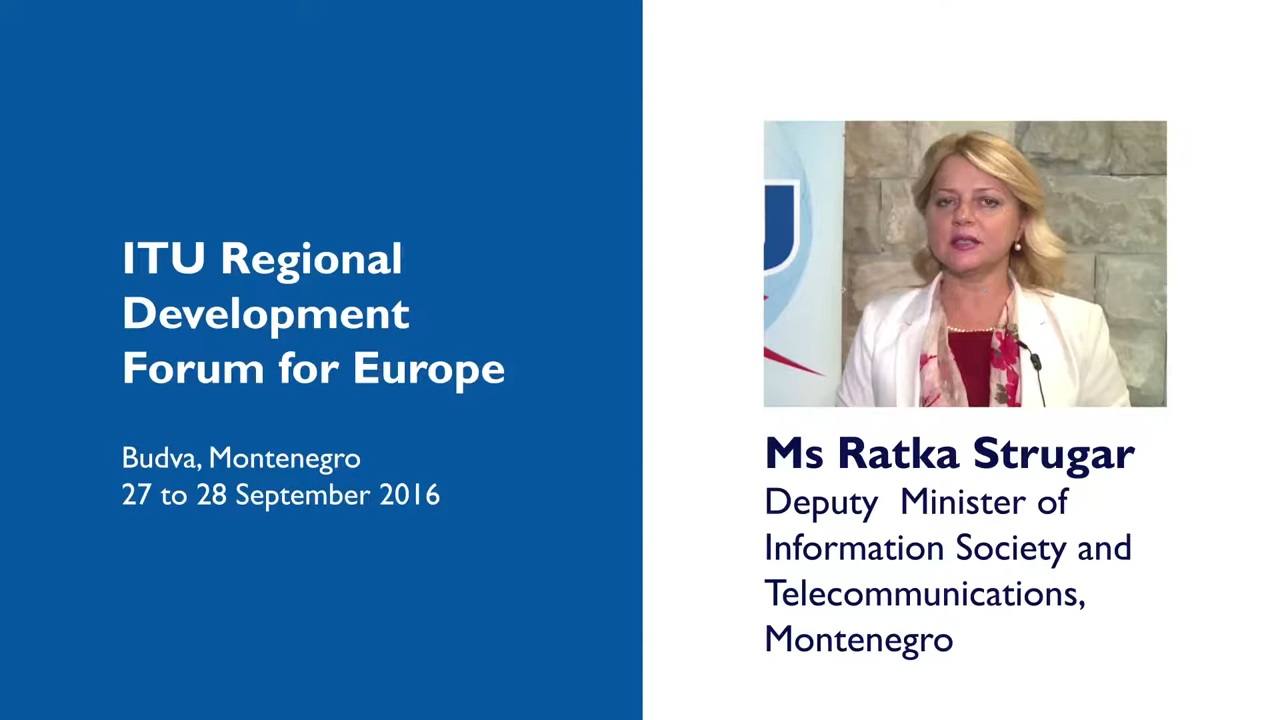 ITU Regional
Development
Forum for Europe
Budva, Montenegro
27 to 28 September 2016
Ms Ratka Strugar
Deputy  Minister of
Information Society and
Telecommunications,
Montenegro